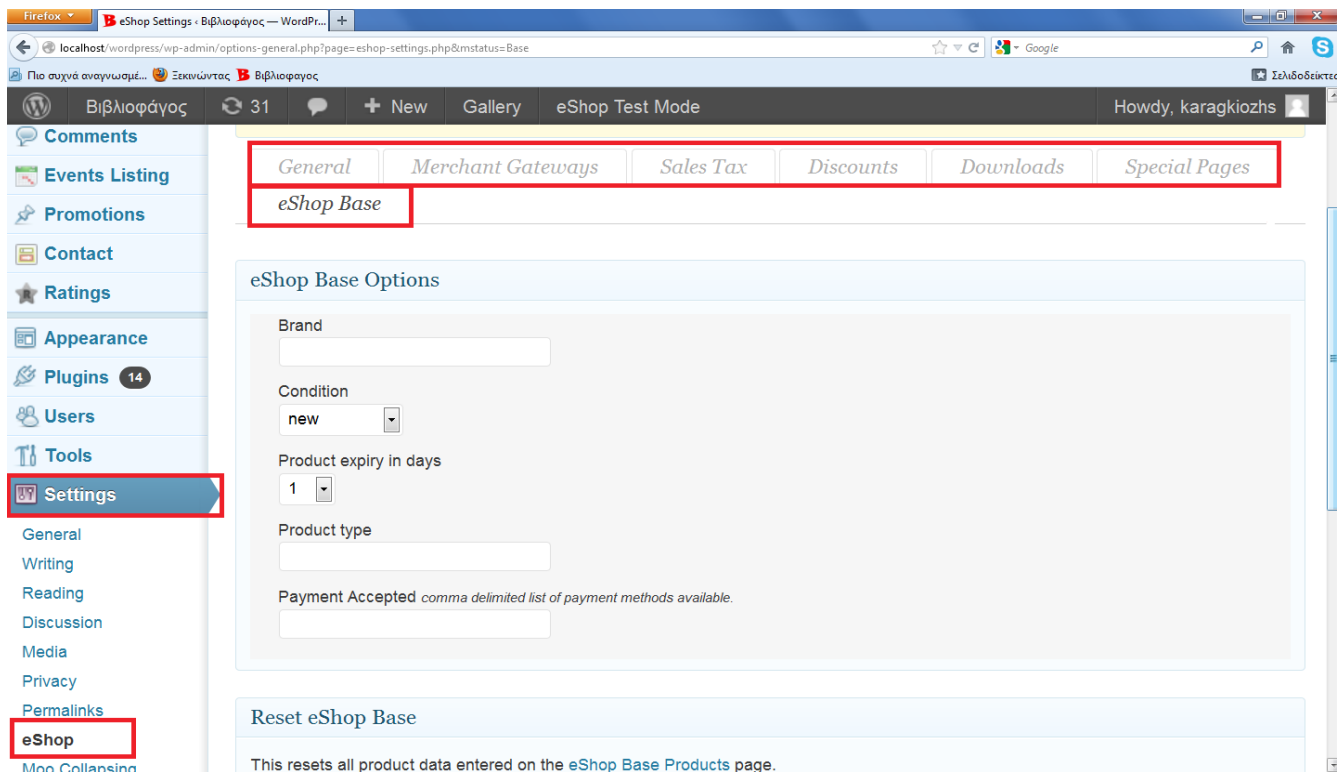 Firefox
eShop Settings ‹ Βιβλιοφάγος — WordPr...
localhost/wordpress/wp-admin/options-general.php?page=eshop-settings.php&mstatus=Base
Google
Πιο συχνά αναγνωσμέ... Ξεκινώντας Βιβλιοφαγος
Σελιδοδείκτες
Βιβλιοφάγος 31 New Gallery eShop Test Mode Howdy, karagkiozhs
Comments
Events Listing
Promotions
Contact
Ratings
Appearance
Plugins 14
Users
Tools
Settings
General
Writing
Reading
Discussion
Media
Privacy
Permalinks
eShop
Moo Collapsing
General Merchant Gateways Sales Tax Discounts Downloads Special Pages
eShop Base
eShop Base Options
Brand
Condition
new
Product expiry in days
1
Product type
Payment Accepted comma delimited list of payment methods available.
Reset eShop Base
This resets all product data entered on the eShop Base Products page.